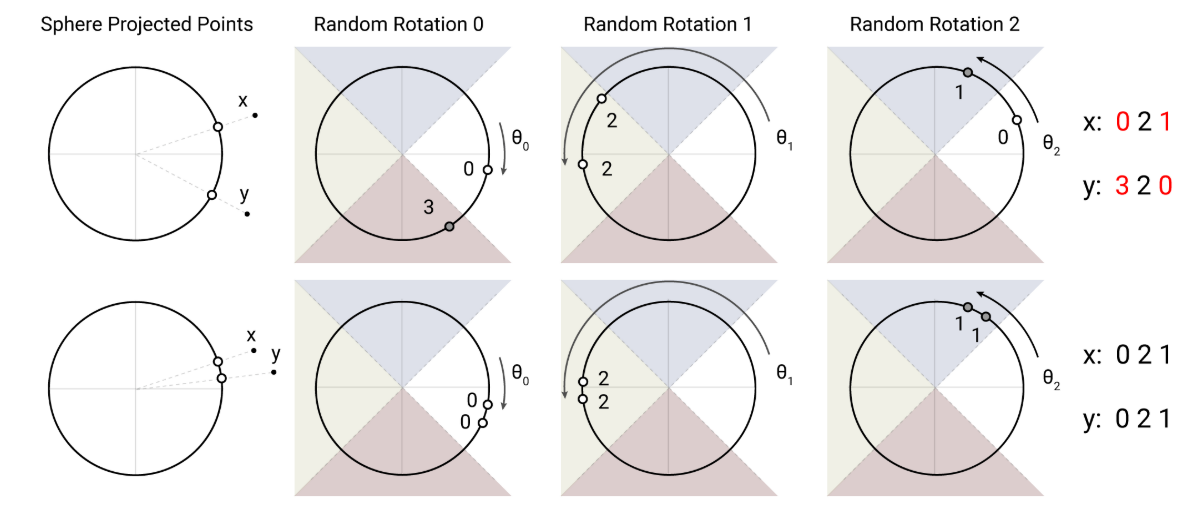 Sphere Projected Points Random Rotation 0 Random Rotation 1 Random Rotation 2
x
y
0
3
θ0
2
2
θ1
1
0
θ2
x: 0 2 1
y: 3 2 0
x
y
0
0
θ0
2
2
θ1
1
1
θ2
x: 0 2 1
y: 0 2 1